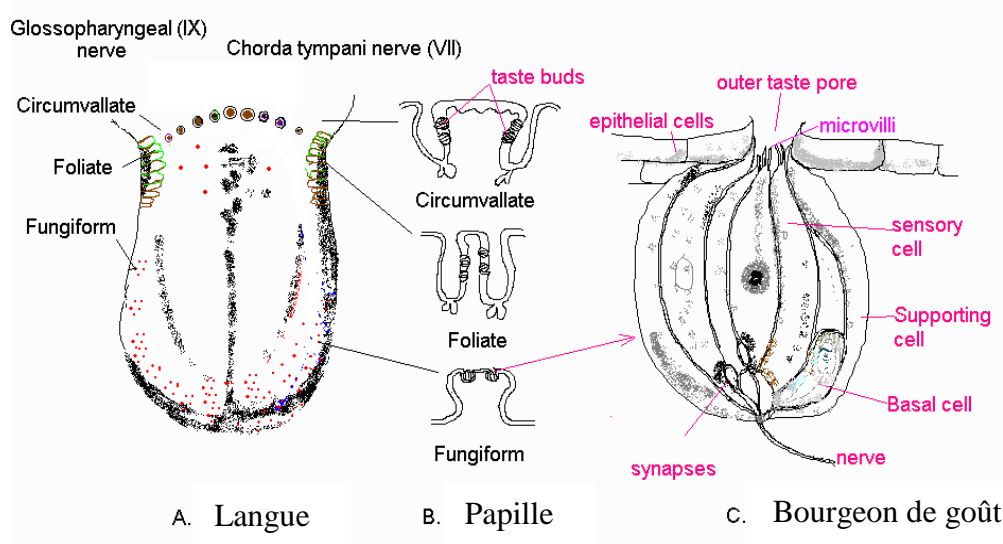 Glossopharyngeal (IX)
nerve
Chorda tympani nerve (VII)
Circumvallate
Foliate
Fungiform
taste buds
Circumvallate
Foliate
Fungiform
outer taste pore
epithelial cells
microvilli
sensory
cell
Supporting
cell
Basal cell
synapses
nerve
A. Langue
B. Papille
C. Bourgeon de goût